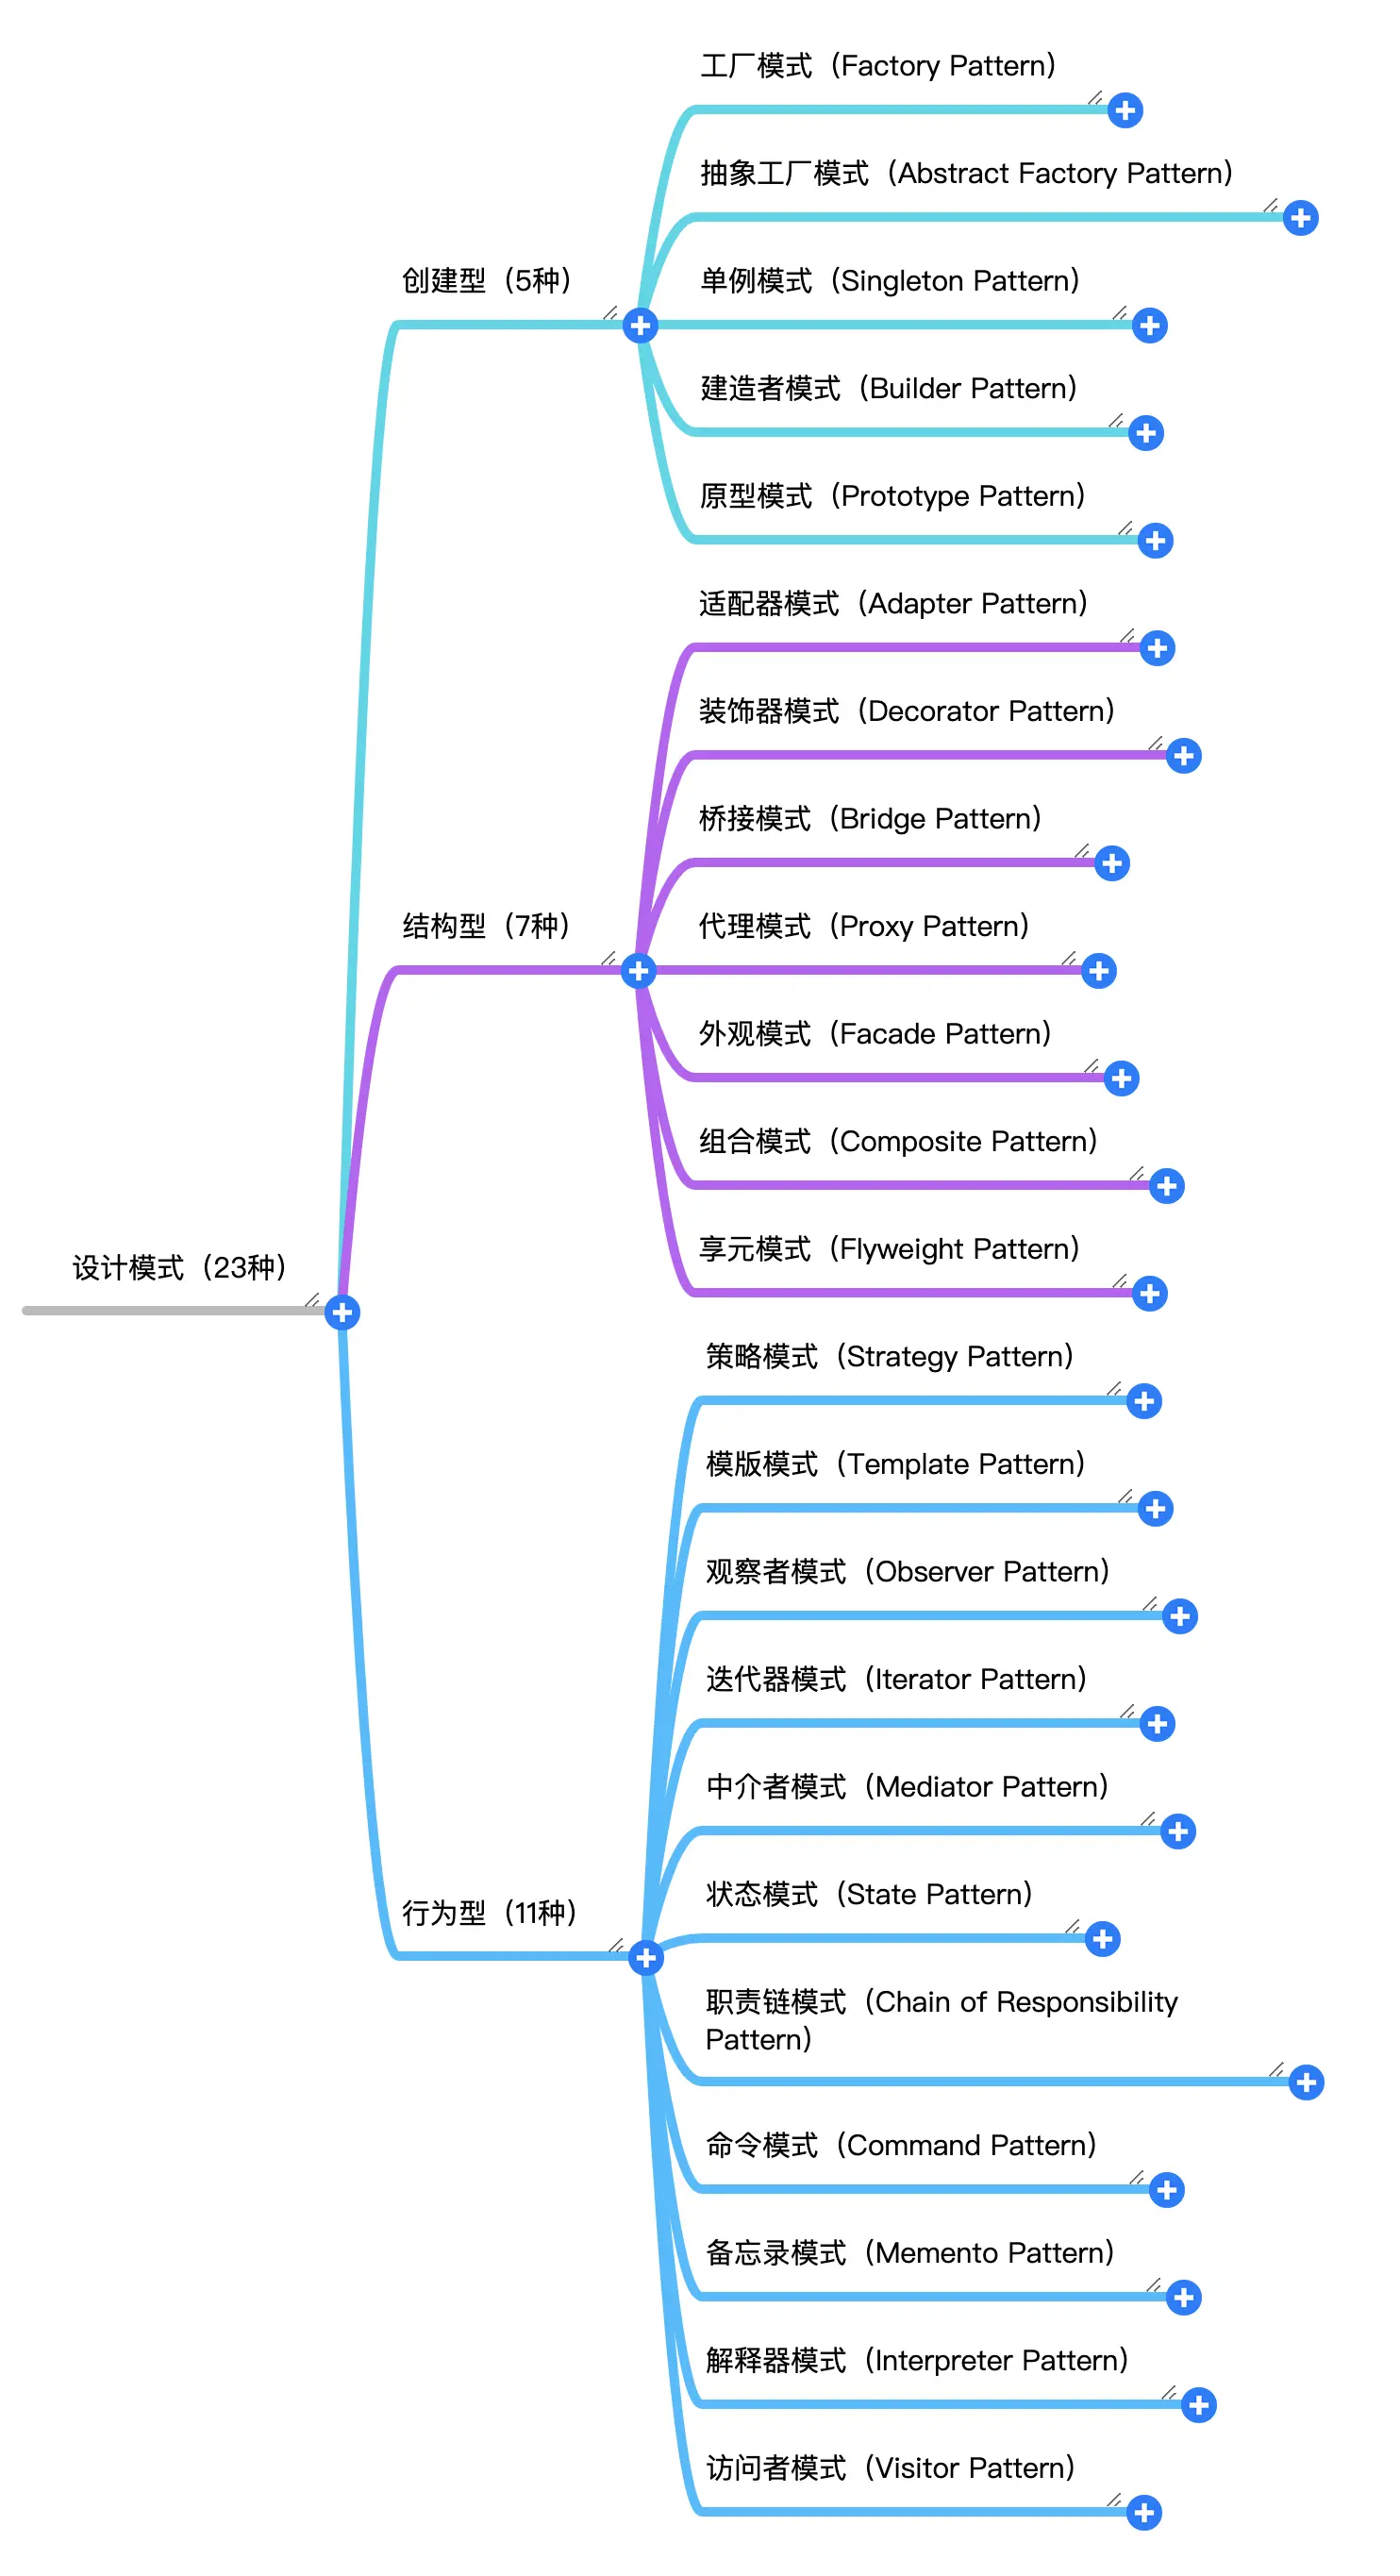 设计模式（23种）
创建型（5种）
工厂模式（Factory Pattern）
抽象工厂模式（Abstract Factory Pattern）
单例模式（Singleton Pattern）
建造者模式（Builder Pattern）
原型模式（Prototype Pattern）
结构型（7种）
适配器模式（Adapter Pattern）
装饰器模式（Decorator Pattern）
桥接模式（Bridge Pattern）
代理模式（Proxy Pattern）
外观模式（Facade Pattern）
组合模式（Composite Pattern）
享元模式（Flyweight Pattern）
行为型（11种）
策略模式（Strategy Pattern）
模版模式（Template Pattern）
观察者模式（Observer Pattern）
迭代器模式（Iterator Pattern）
中介者模式（Mediator Pattern）
状态模式（State Pattern）
职责链模式（Chain of Responsibility
Pattern）
命令模式（Command Pattern）
备忘录模式（Memento Pattern）
解释器模式（Interpreter Pattern）
访问者模式（Visitor Pattern）